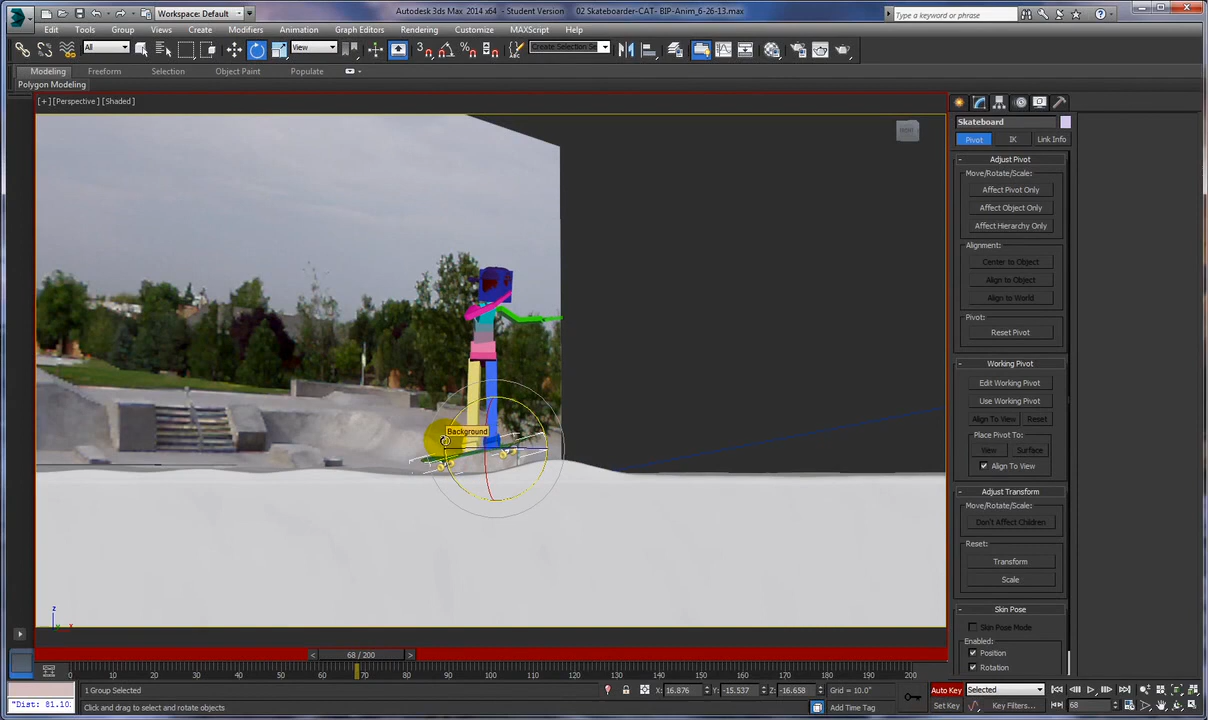 Workspace: Default
Autodesk 3ds Max 2014 x64 - Student Version
02 Skateboarder-CAT- BIP-Anim_6-26-13.max
Type a keyword or phrase
Edit Tools Group Views Create Modifiers Animation Graph Editors Rendering Customize MAXScript Help
All
View
Create Selection Se
Modeling Freeform Selection Object Paint Populate
Polygon Modeling
[+] [Perspective] [Shaded]
Skateboard
Pivot IK Link Info
- Adjust Pivot
Move/Rotate/Scale:
Affect Pivot Only
Affect Object Only
Affect Hierarchy Only
Alignment:
Center to Object
Align to Object
Align to World
Pivot:
Reset Pivot
- Working Pivot
Edit Working Pivot
Use Working Pivot
Align To View Reset
Place Pivot To:
View Surface
Align To View
- Adjust Transform
Move/Rotate/Scale:
Don't Affect Children
Reset:
Transform
Scale
- Skin Pose
Skin Pose Mode
Enabled:
Position
Rotation
Background
z
x
< 68 / 200 >
0 10 20 30 40 50 60 70 80 90 100 110 120 130 140 150 160 170 180 190 200
1 Group Selected
X: 16.876 Y: -15.537 Z: -16.658 Grid = 10.0"
Auto Key Selected
"Dist: 81.10
Click and drag to select and rotate objects
Add Time Tag
Set Key Key Filters... 68